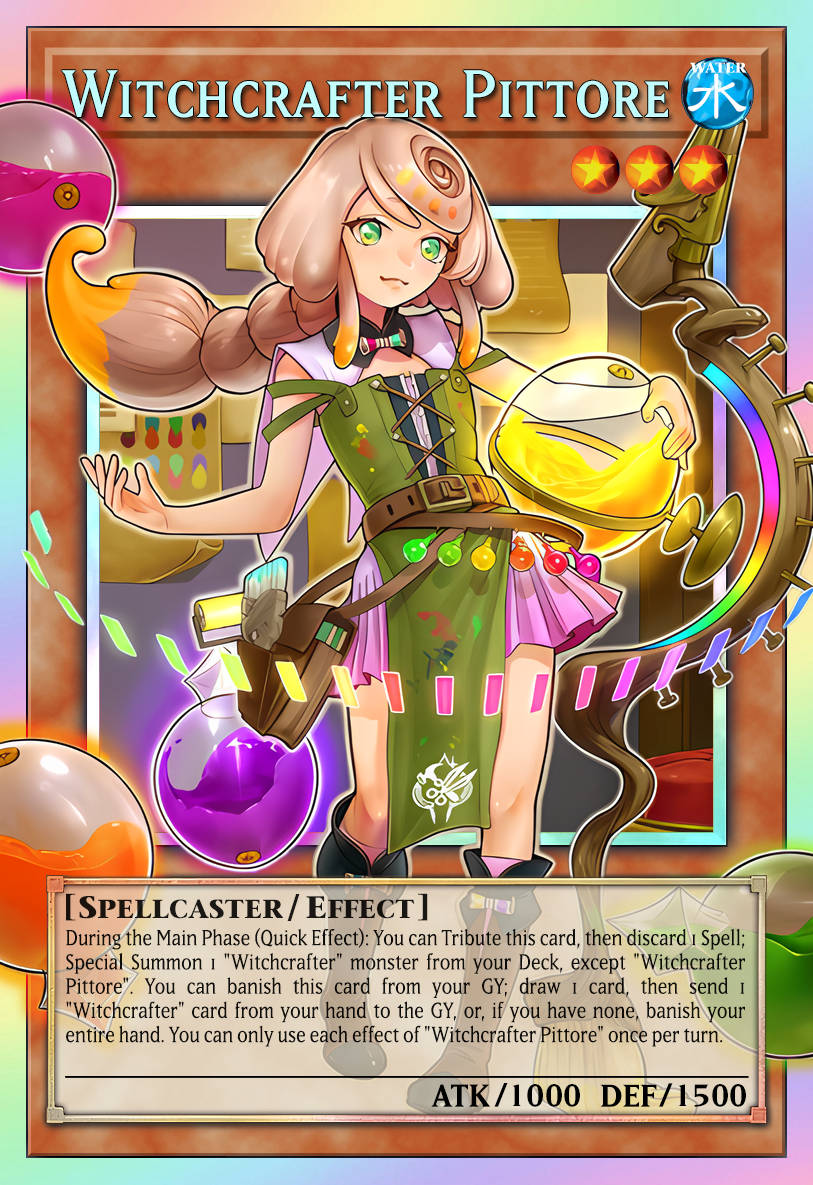 Witchcrafter Pittore
WATER
水
[Spellcaster/Effect]
During the Main Phase (Quick Effect): You can Tribute this card, then discard 1 Spell;
Special Summon 1 "Witchcrafter" monster from your Deck, except "Witchcrafter
Pittore". You can banish this card from your GY; draw 1 card, then send 1
"Witchcrafter" card from your hand to the GY, or, if you have none, banish your
entire hand. You can only use each effect of "Witchcrafter Pittore" once per turn.
ATK/1000 DEF/1500